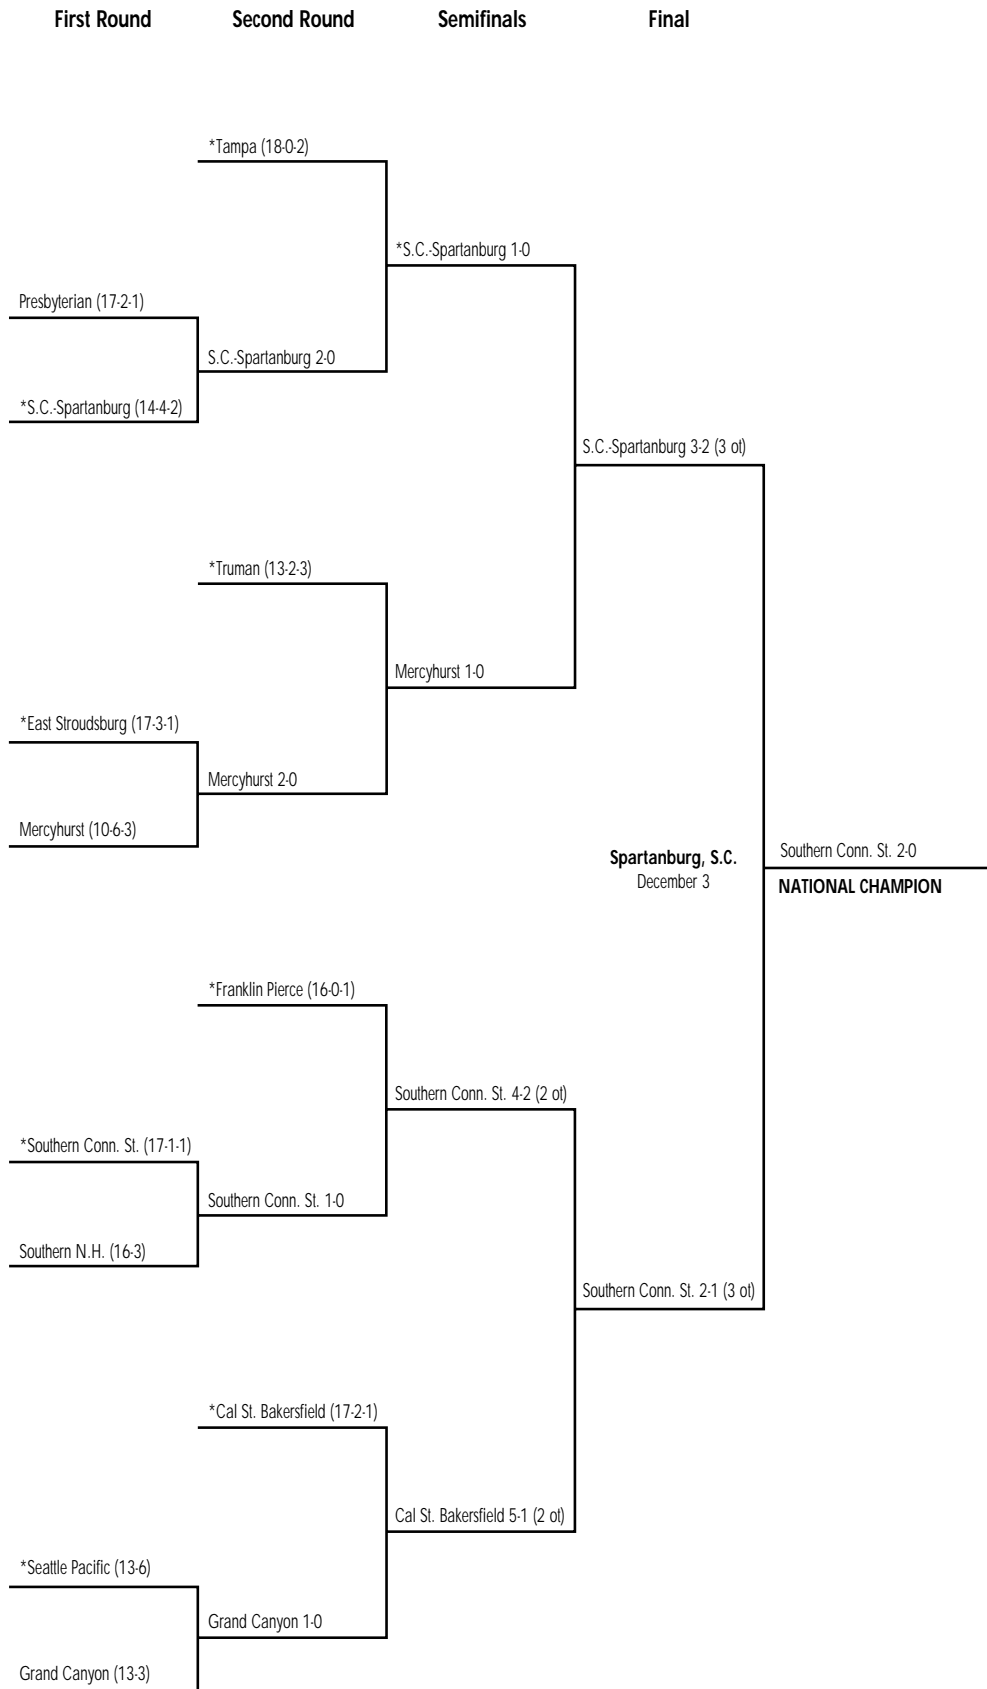 First Round Second Round Semifinals Final
*Tampa (18-0-2)
*S.C.-Spartanburg 1-0
Presbyterian (17-2-1)
S.C.-Spartanburg 2-0
*S.C.-Spartanburg (14-4-2)
S.C.-Spartanburg 3-2 (3 ot)
*Truman (13-2-3)
Mercyhurst 1-0
*East Stroudsburg (17-3-1)
Mercyhurst 2-0
Mercyhurst (10-6-3)
Spartanburg, S.C.
December 3
Southern Conn. St. 2-0
NATIONAL CHAMPION
*Franklin Pierce (16-0-1)
Southern Conn. St. 4-2 (2 ot)
*Southern Conn. St. (17-1-1)
Southern Conn. St. 1-0
Southern N.H. (16-3)
Southern Conn. St. 2-1 (3 ot)
*Cal St. Bakersfield (17-2-1)
Cal St. Bakersfield 5-1 (2 ot)
*Seattle Pacific (13-6)
Grand Canyon 1-0
Grand Canyon (13-3)